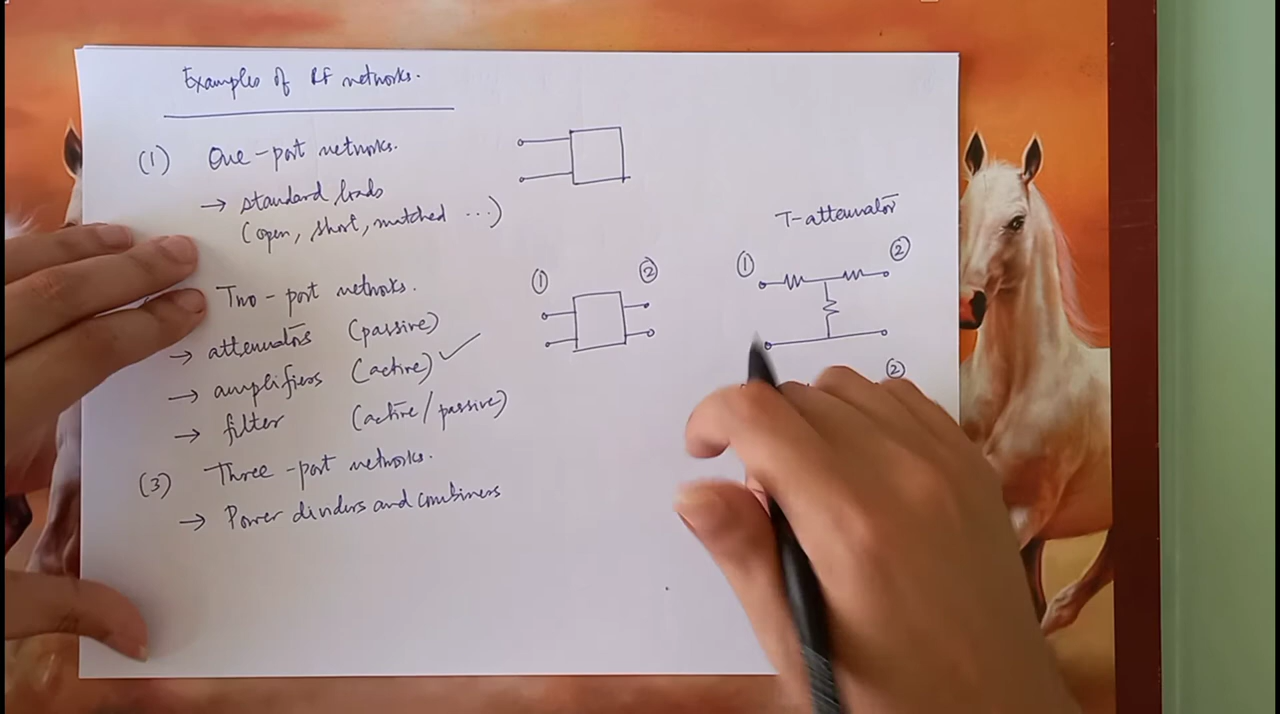 Examples of RF networks.
(1) One-port networks.
→ standard loads
(open, short, matched ...)
Two-port networks.
→ attenuators (passive)
→ amplifiers (active) ✓
→ filter (active/passive)
(3) Three-port networks.
→ Power dividers and combiners
① ②
T-attenuator
① ②
②